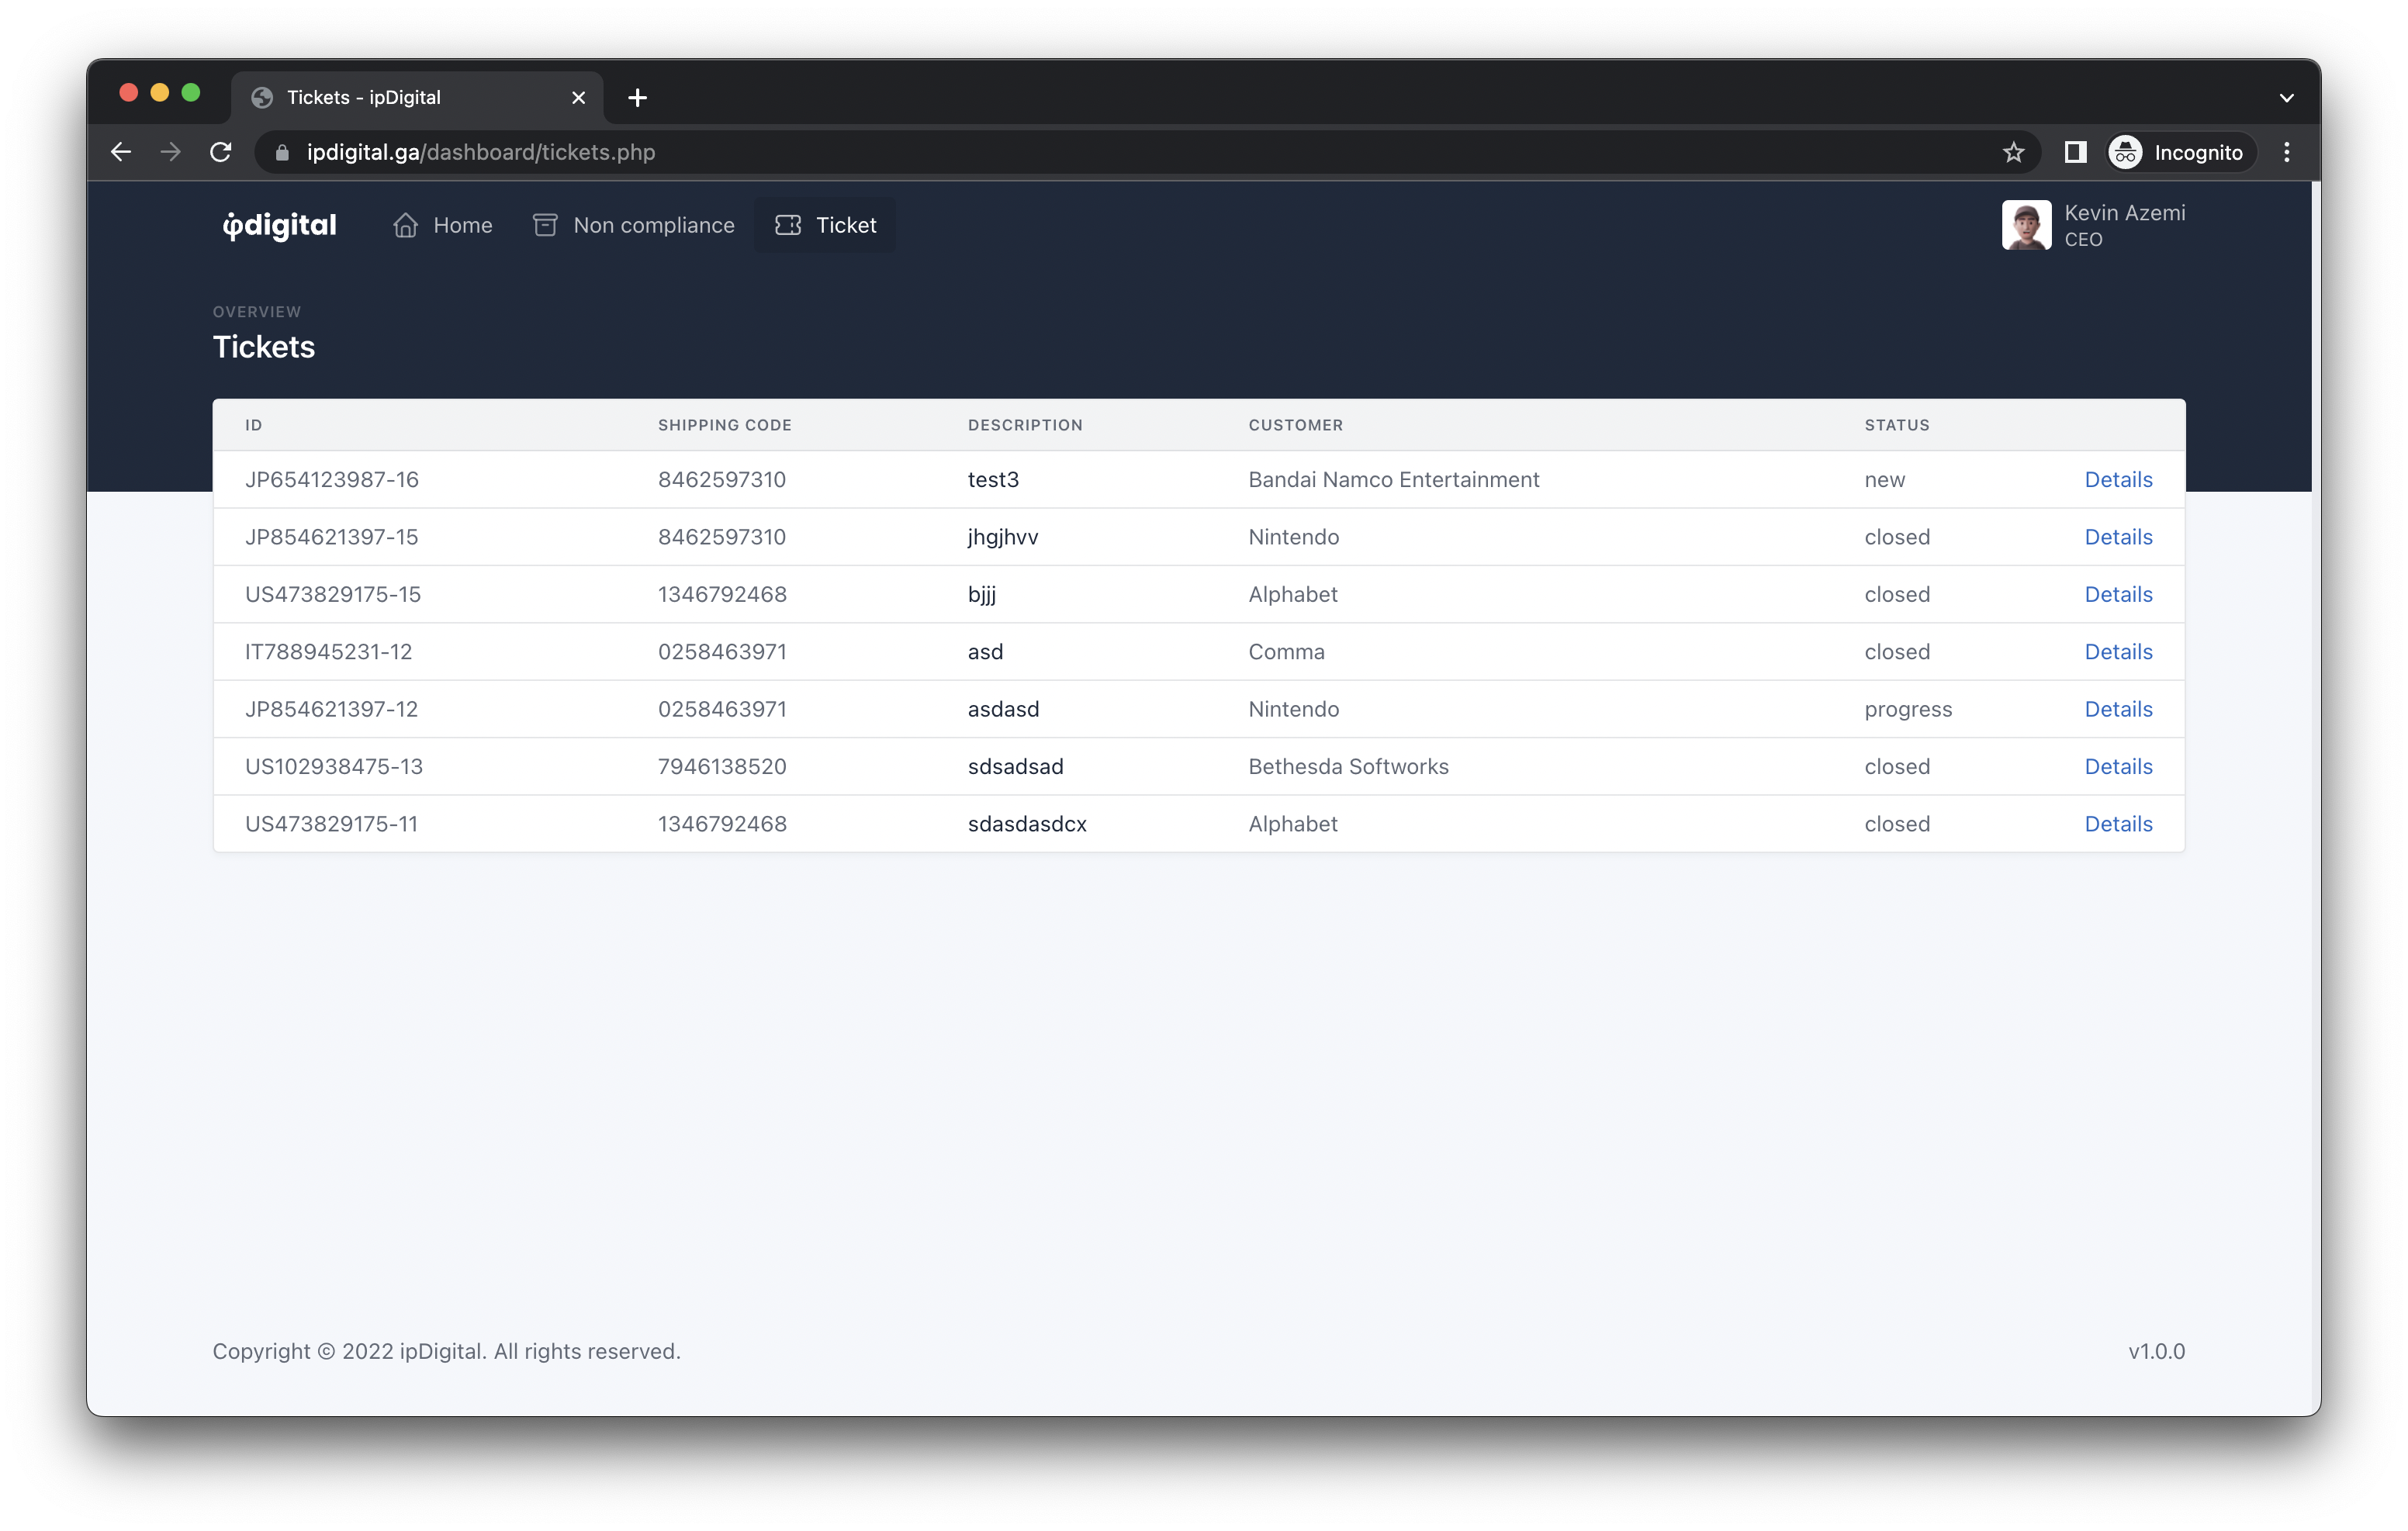 Tickets - ipDigital
ipdigital.ga/dashboard/tickets.php
Incognito
ipdigital
Home
Non compliance
Ticket
Kevin Azemi
CEO
OVERVIEW
Tickets
ID SHIPPING CODE DESCRIPTION CUSTOMER STATUS
JP654123987-16 8462597310 test3 Bandai Namco Entertainment new Details
JP854621397-15 8462597310 jhgjhvv Nintendo closed Details
US473829175-15 1346792468 bjjj Alphabet closed Details
IT788945231-12 0258463971 asd Comma closed Details
JP854621397-12 0258463971 asdasd Nintendo progress Details
US102938475-13 7946138520 sdsadsad Bethesda Softworks closed Details
US473829175-11 1346792468 sdasdasdcx Alphabet closed Details
Copyright © 2022 ipDigital. All rights reserved.
v1.0.0